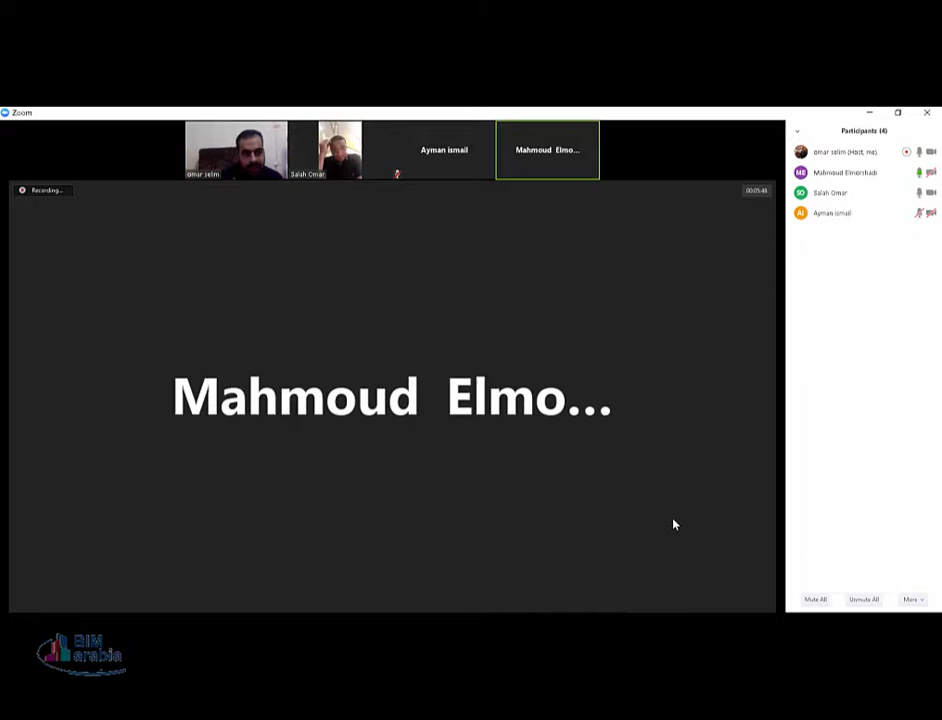 Zoom
Participants (4)
omar selim
Salah Omar
Ayman ismail
Mahmoud Elmo...
omar selim (Host, me)
Mahmoud Elmorshadi
Salah Omar
Ayman ismail
Recording...
00:05:48
Mahmoud Elmo...
Mute All
Unmute All
More
BIM
arabia